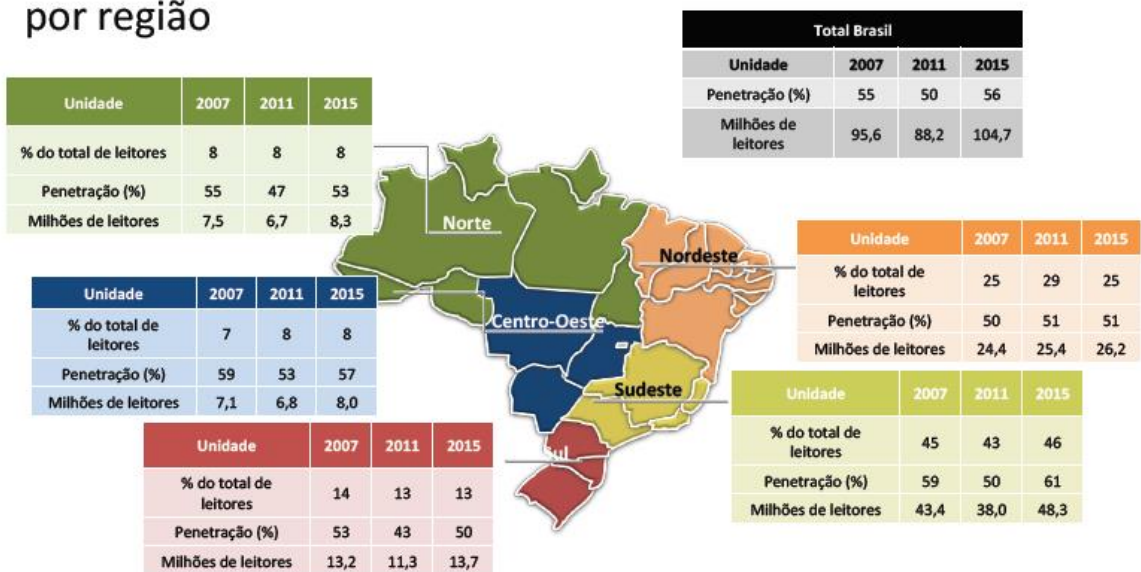 por região
Total Brasil
Unidade 2007 2011 2015
Penetração (%) 55 50 56
Milhões de
leitores 95,6 88,2 104,7
Unidade 2007 2011 2015
% do total de leitores 8 8 8
Penetração (%) 55 47 53
Milhões de leitores 7,5 6,7 8,3
Norte
Nordeste
Unidade 2007 2011 2015
% do total de
leitores 25 29 25
Penetração (%) 50 51 51
Milhões de leitores 24,4 25,4 26,2
Unidade 2007 2011 2015
% do total de
leitores 7 8 8
Penetração (%) 59 53 57
Milhões de leitores 7,1 6,8 8,0
Centro-Oeste
Sudeste
Unidade 2007 2011 2015
% do total de
leitores 45 43 46
Penetração (%) 59 50 61
Milhões de leitores 43,4 38,0 48,3
Unidade 2007 2011 2015
% do total de
leitores 14 13 13
Penetração (%) 53 43 50
Milhões de leitores 13,2 11,3 13,7
Sul